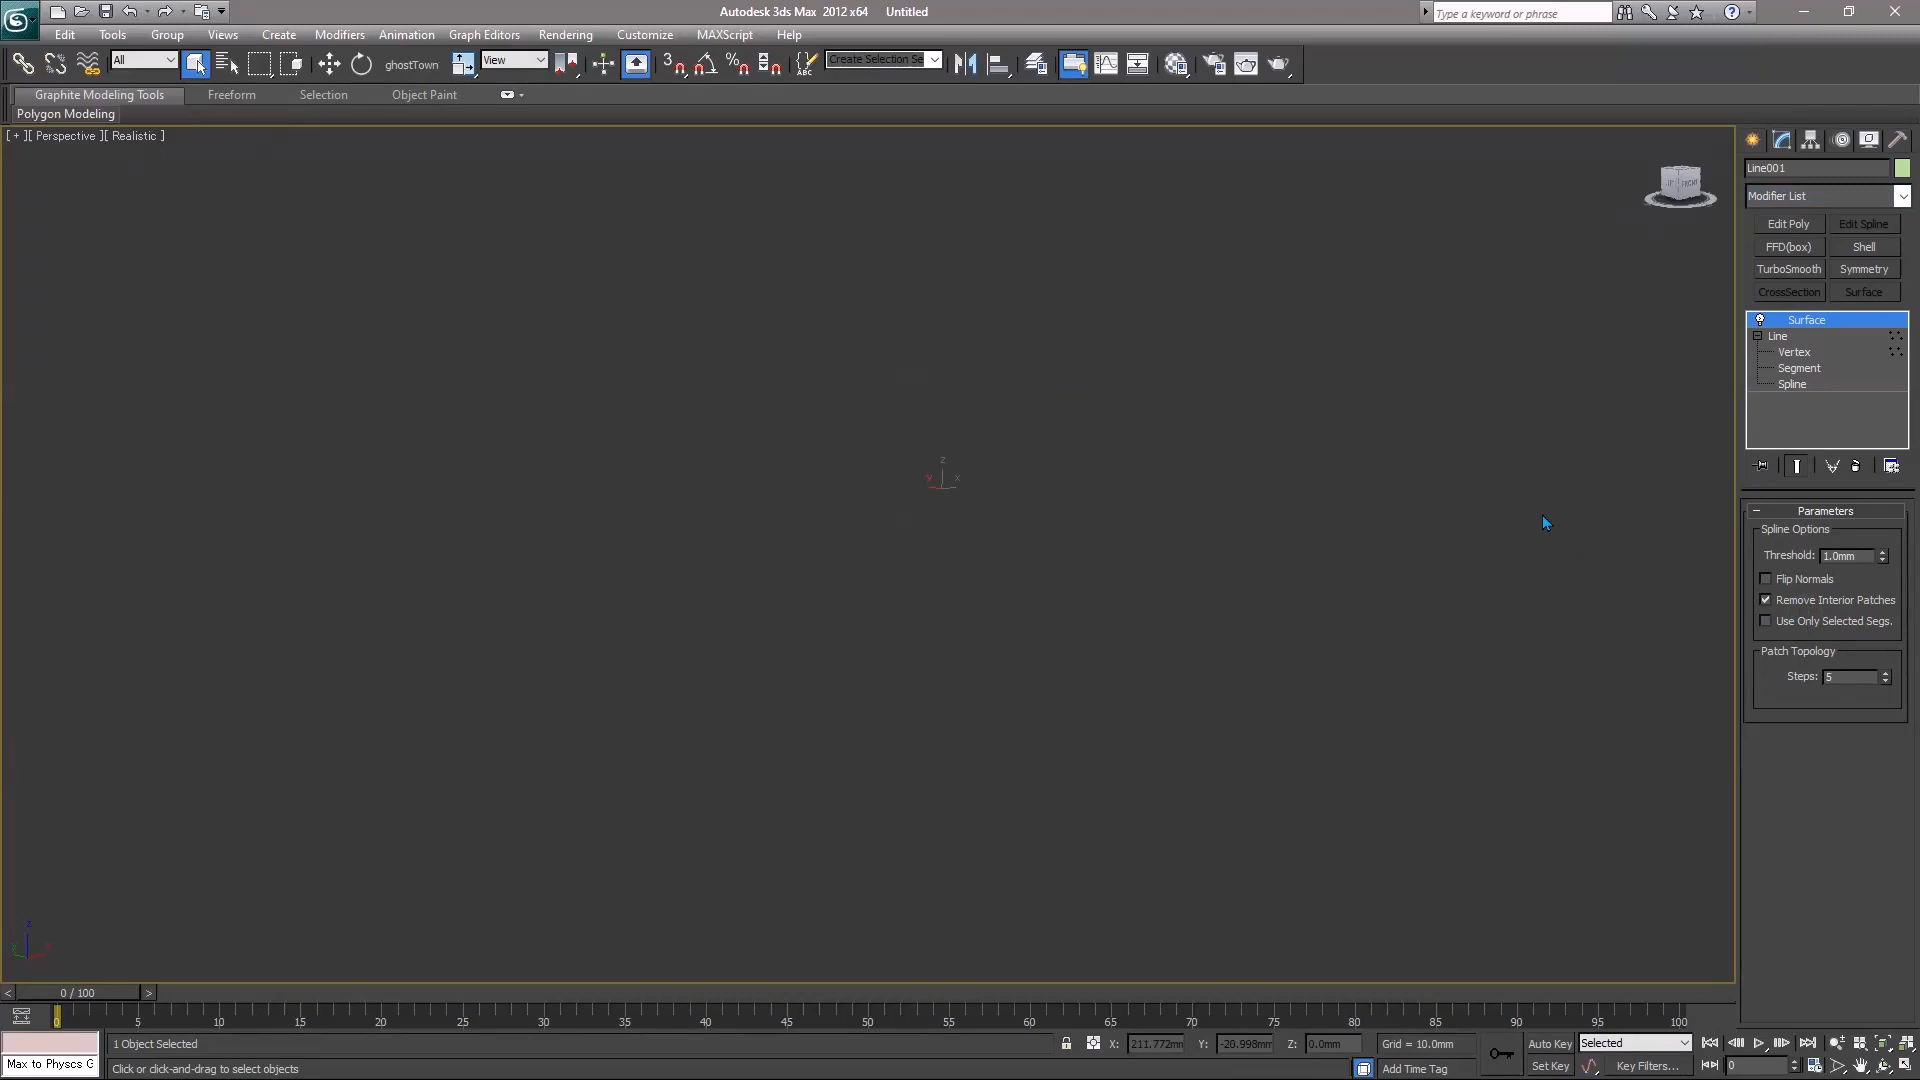 Autodesk 3ds Max 2012 x64 Untitled
Type a keyword or phrase
Edit Tools Group Views Create Modifiers Animation Graph Editors Rendering Customize MAXScript Help
All
ghostTown
View
3
ABC
Create Selection Se
Graphite Modeling Tools Freeform Selection Object Paint
Polygon Modeling
[ + ][ Perspective ][ Realistic ]
FRONT
Line001
Modifier List
Edit Poly Edit Spline
FFD(box) Shell
TurboSmooth Symmetry
CrossSection Surface
Surface
Line
Vertex
Segment
Spline
z
y x
Parameters
Spline Options
Threshold: 1.0mm
Flip Normals
Remove Interior Patches
Use Only Selected Segs.
Patch Topology
Steps: 5
z
< 0 / 100 >
5 10 15 20 25 30 35 40 45 50 55 60 65 70 75 80 85 90 95 100
1 Object Selected
X: 211.772mm Y: -20.998mm Z: 0.0mm Grid = 10.0mm
Auto Key Selected
Max to Physcs G
Click or click-and-drag to select objects
Add Time Tag
Set Key Key Filters...
0